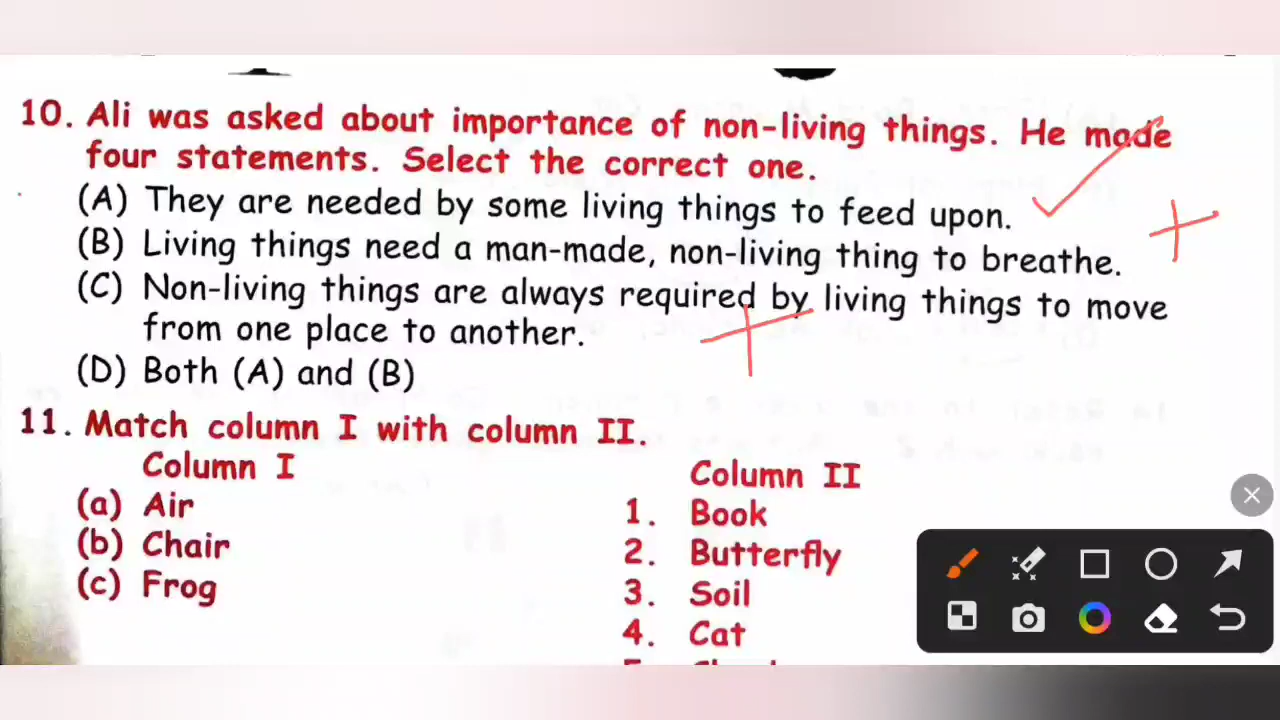 10. Ali was asked about importance of non-living things. He made
four statements. Select the correct one.
(A) They are needed by some living things to feed upon.
(B) Living things need a man-made, non-living thing to breathe.
(C) Non-living things are always required by living things to move
from one place to another.
(D) Both (A) and (B)
11. Match column I with column II.
Column I
Column II
(a) Air
1. Book
(b) Chair
2. Butterfly
(c) Frog
3. Soil
4. Cat